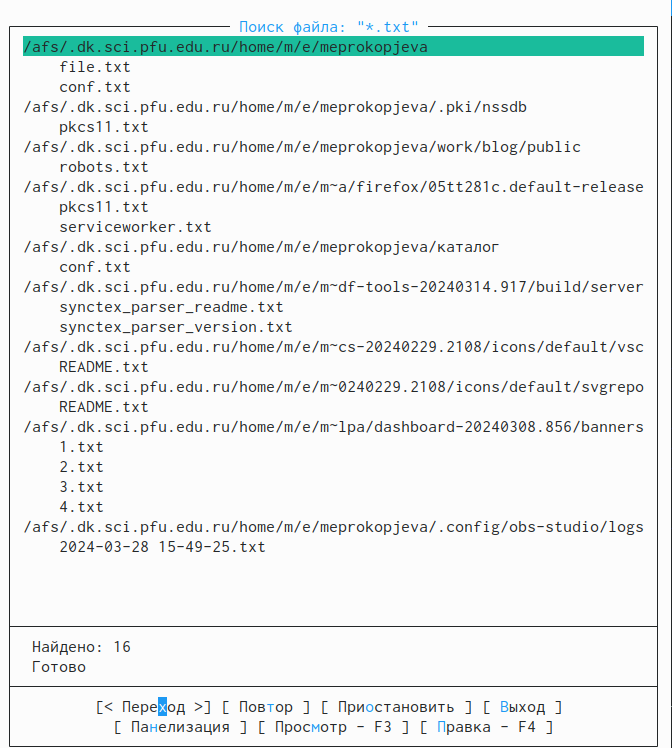 Поиск файла: "*.txt"
/afs/.dk.sci.pfu.edu.ru/home/m/e/meprokopjeva
file.txt
conf.txt
/afs/.dk.sci.pfu.edu.ru/home/m/e/meprokopjeva/.pki/nssdb
pkcs11.txt
/afs/.dk.sci.pfu.edu.ru/home/m/e/meprokopjeva/work/blog/public
robots.txt
/afs/.dk.sci.pfu.edu.ru/home/m/e/m~a/firefox/05tt281c.default-release
pkcs11.txt
serviceworker.txt
/afs/.dk.sci.pfu.edu.ru/home/m/e/meprokopjeva/каталог
conf.txt
/afs/.dk.sci.pfu.edu.ru/home/m/e/m~df-tools-20240314.917/build/server
synctex_parser_readme.txt
synctex_parser_version.txt
/afs/.dk.sci.pfu.edu.ru/home/m/e/m~cs-20240229.2108/icons/default/vsc
README.txt
/afs/.dk.sci.pfu.edu.ru/home/m/e/m~0240229.2108/icons/default/svgrepo
README.txt
/afs/.dk.sci.pfu.edu.ru/home/m/e/m~lpa/dashboard-20240308.856/banners
1.txt
2.txt
3.txt
4.txt
/afs/.dk.sci.pfu.edu.ru/home/m/e/meprokopjeva/.config/obs-studio/logs
2024-03-28 15-49-25.txt
Найдено: 16
Готово
[< Переход >] [ Повтор ] [ Приостановить ] [ Выход ]
[ Панелизация ] [ Просмотр - F3 ] [ Правка - F4 ]